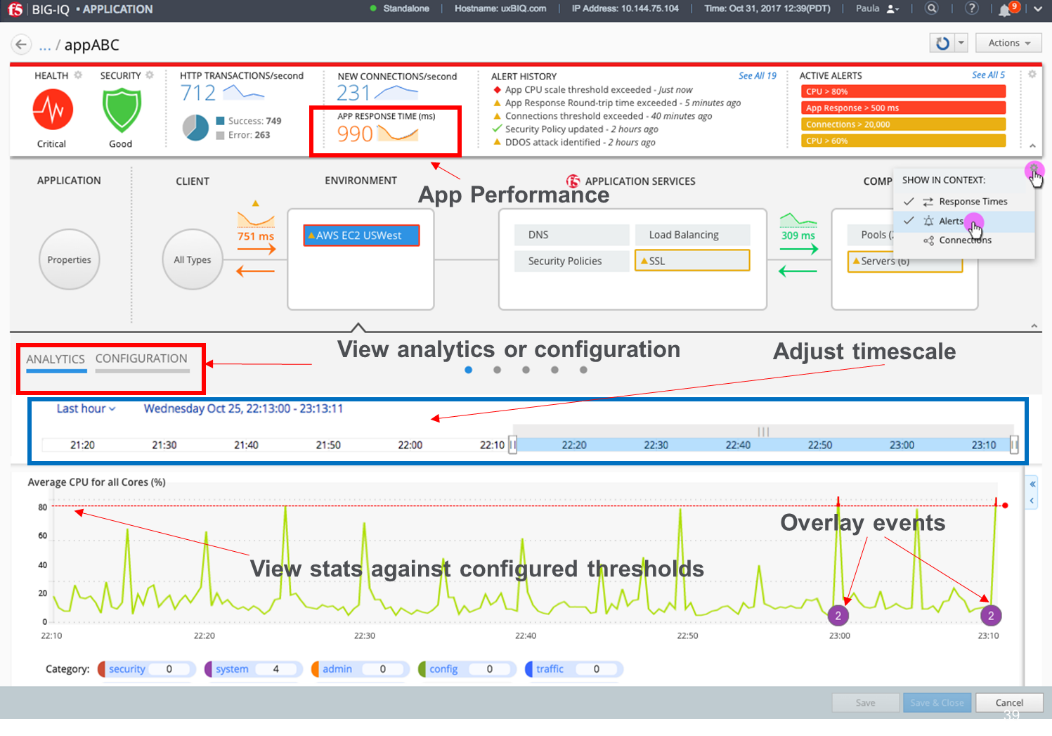 f5 BIG-IQ • APPLICATION
Standalone | Hostname: uxBIQ.com | IP Address: 10.144.75.104 | Time: Oct 31, 2017 12:39(PDT) | Paula ? 9
... / appABC
Actions
HEALTH SECURITY
Critical Good
HTTP TRANSACTIONS/second
712
Success: 749
Error: 263
NEW CONNECTIONS/second
231
APP RESPONSE TIME (ms)
990
ALERT HISTORY See All 19
App CPU scale threshold exceeded - Just now
App Response Round-trip time exceeded - 5 minutes ago
Connections threshold exceeded - 40 minutes ago
Security Policy updated - 2 hours ago
DDOS attack identified - 2 hours ago
ACTIVE ALERTS See All 5
CPU > 80%
App Response > 500 ms
Connections > 20,000
CPU > 60%
App Performance
APPLICATION
Properties
CLIENT
All Types
751 ms
ENVIRONMENT
AWS EC2 USWest
f5 APPLICATION SERVICES
DNS Load Balancing
Security Policies SSL
309 ms
COMP
Pools (
Servers (6)
SHOW IN CONTEXT:
Response Times
Alerts
Connections
ANALYTICS CONFIGURATION
View analytics or configuration
Adjust timescale
Last hour Wednesday Oct 25, 22:13:00 - 23:13:11
21:20 21:30 21:40 21:50 22:00 22:10 22:20 22:30 22:40 22:50 23:00 23:10
Average CPU for all Cores (%)
80
60
40
20
0
Overlay events
View stats against configured thresholds
2 2
22:10 22:20 22:30 22:40 22:50 23:00 23:10
Category: security 0 system 4 admin 0 config 0 traffic 0
Save Save & Close Cancel
39